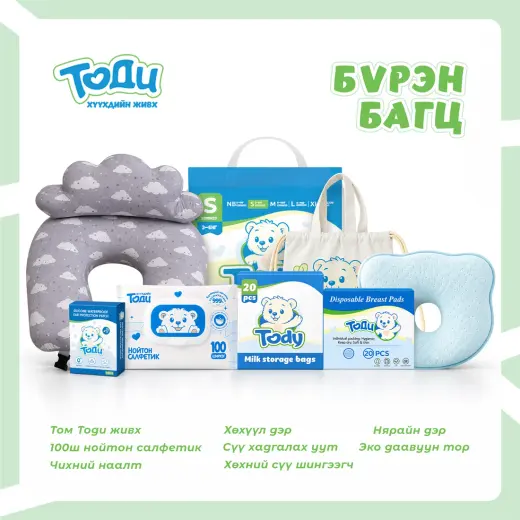 Тоди
ХҮҮХДИЙН ЖИВХ
БҮРЭН
БАГЦ
S
NB
S
M
L
Тоди
100
НОЙТОН
САЛФЕТИК
Тоди
20
pcs
Tody
Milk storage bags
Disposable Breast Pads
Тоди
20 PCS
Том Тоди живх
100ш нойтон салфетик
Чихний наалт
Хөхүүл дэр
Сүү хадгалах уут
Хөхний сүү шингээгч
Нярайн дэр
Эко даавуун тор